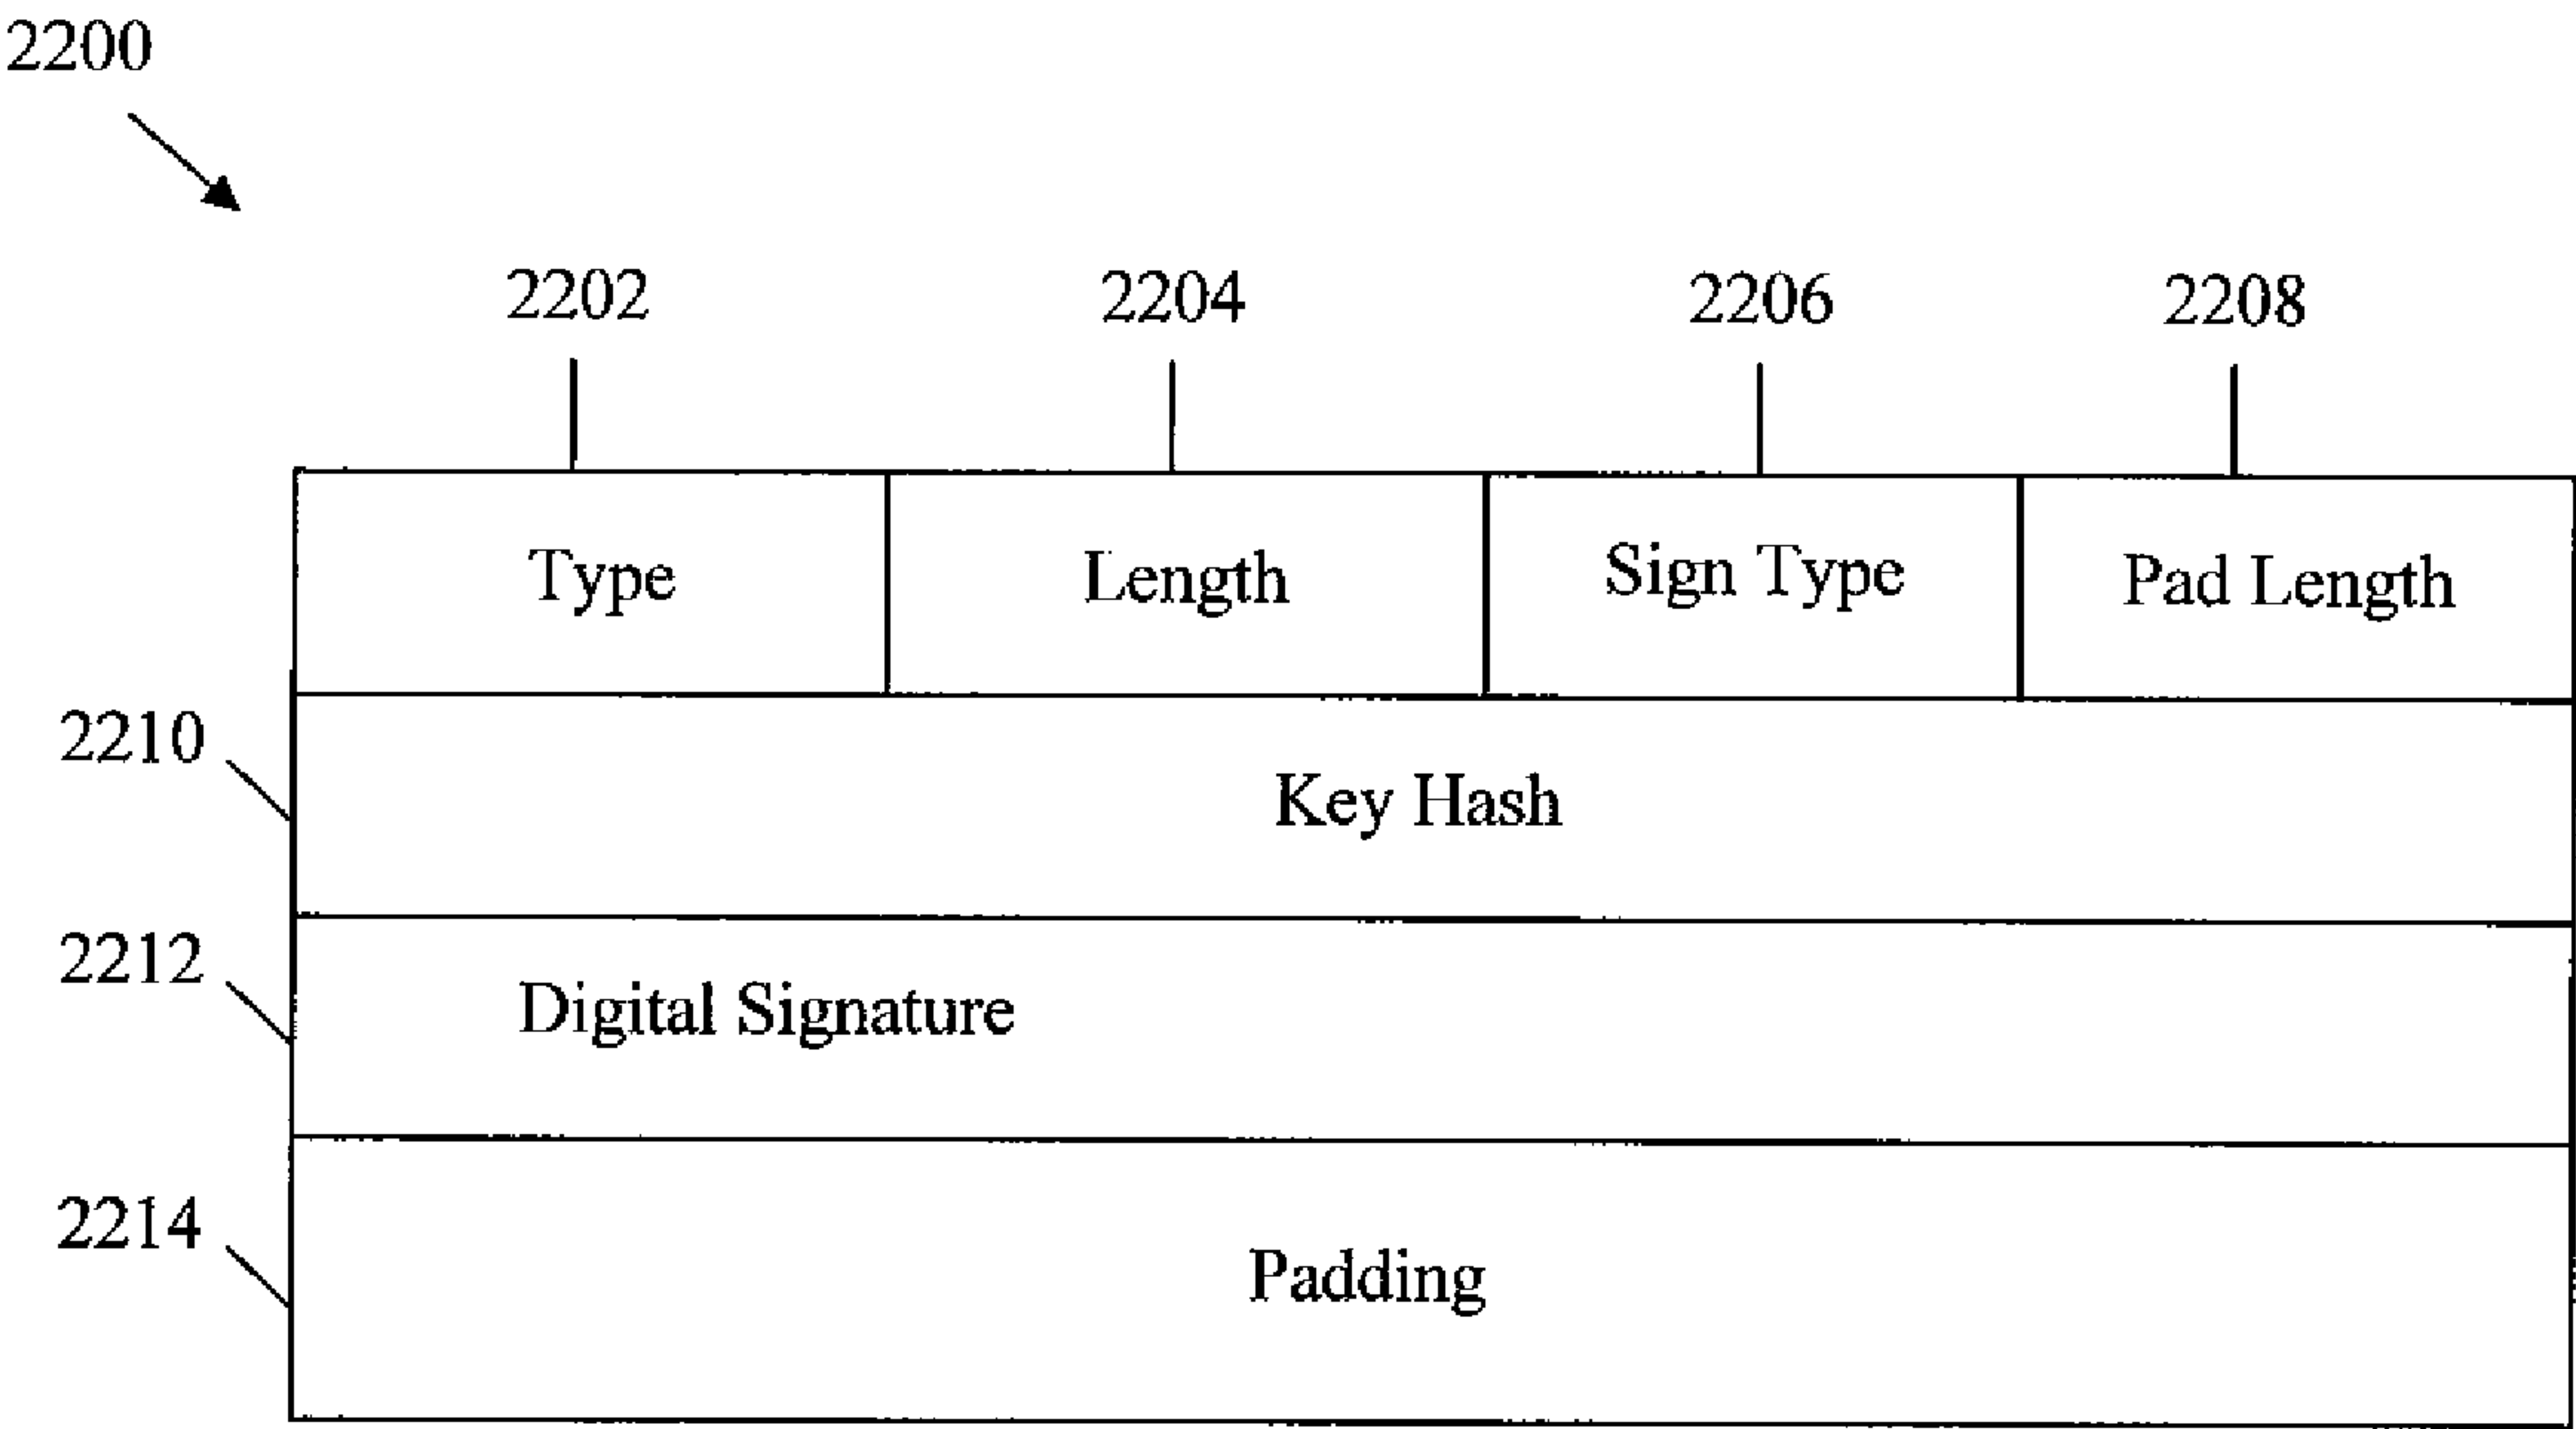 2200
2202 2204 2206 2208
Type Length Sign Type Pad Length
2210
Key Hash
2212
Digital Signature
2214
Padding